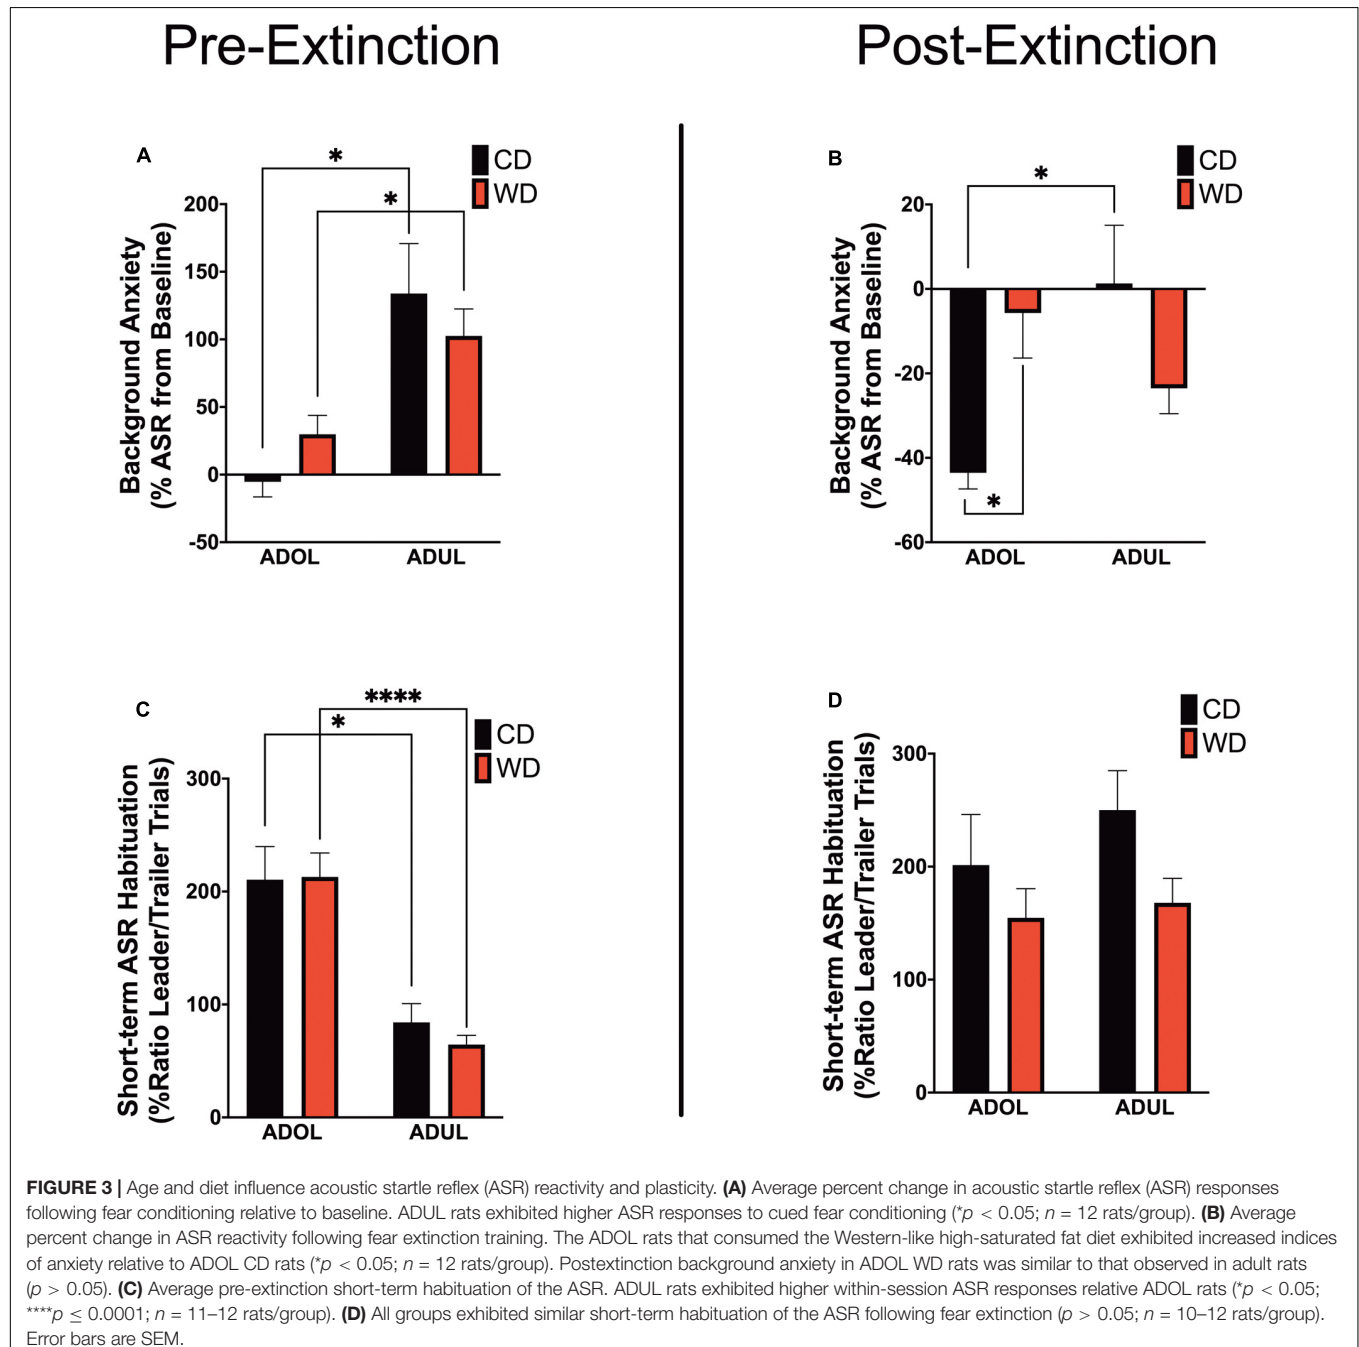 Pre-Extinction
Post-Extinction
A
CD
WD
*
*
Background Anxiety
(% ASR from Baseline)
200
150
100
50
0
-50
ADOL
ADUL
B
CD
WD
*
*
Background Anxiety
(% ASR from Baseline)
20
0
-20
-40
-60
ADOL
ADUL
C
CD
WD
****
*
Short-term ASR Habituation
(%Ratio Leader/Trailer Trials)
300
200
100
0
ADOL
ADUL
D
CD
WD
Short-term ASR Habituation
(%Ratio Leader/Trailer Trials)
300
200
100
0
ADOL
ADUL
FIGURE 3 | Age and diet influence acoustic startle reflex (ASR) reactivity and plasticity. (A) Average percent change in acoustic startle reflex (ASR) responses
following fear conditioning relative to baseline. ADUL rats exhibited higher ASR responses to cued fear conditioning (*p < 0.05; n = 12 rats/group). (B) Average
percent change in ASR reactivity following fear extinction training. The ADOL rats that consumed the Western-like high-saturated fat diet exhibited increased indices
of anxiety relative to ADOL CD rats (*p < 0.05; n = 12 rats/group). Postextinction background anxiety in ADOL WD rats was similar to that observed in adult rats
(p > 0.05). (C) Average pre-extinction short-term habituation of the ASR. ADUL rats exhibited higher within-session ASR responses relative ADOL rats (*p < 0.05;
****p ≤ 0.0001; n = 11–12 rats/group). (D) All groups exhibited similar short-term habituation of the ASR following fear extinction (p > 0.05; n = 10–12 rats/group).
Error bars are SEM.